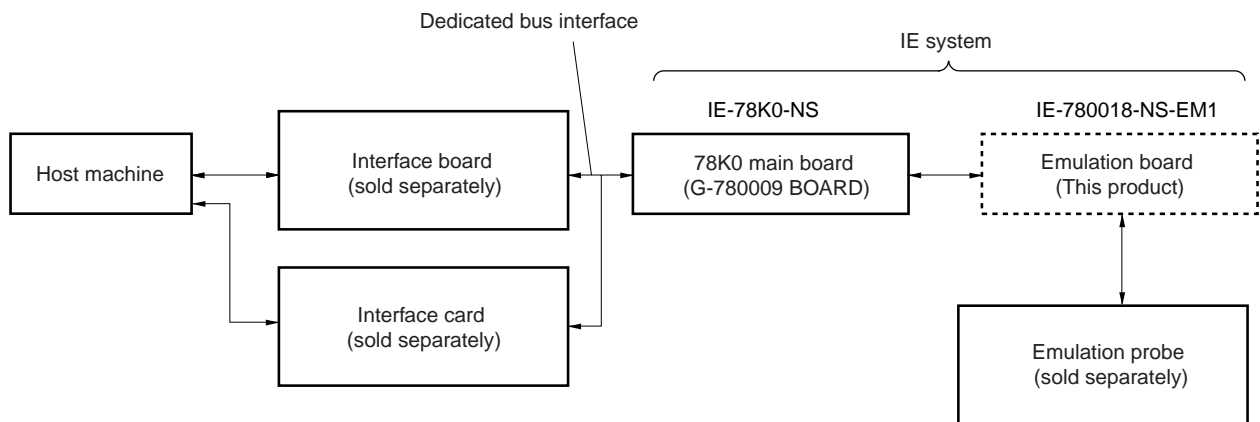 Dedicated bus interface
IE system
IE-78K0-NS
IE-780018-NS-EM1
Host machine
Interface board
(sold separately)
78K0 main board
(G-780009 BOARD)
Emulation board
(This product)
Interface card
(sold separately)
Emulation probe
(sold separately)